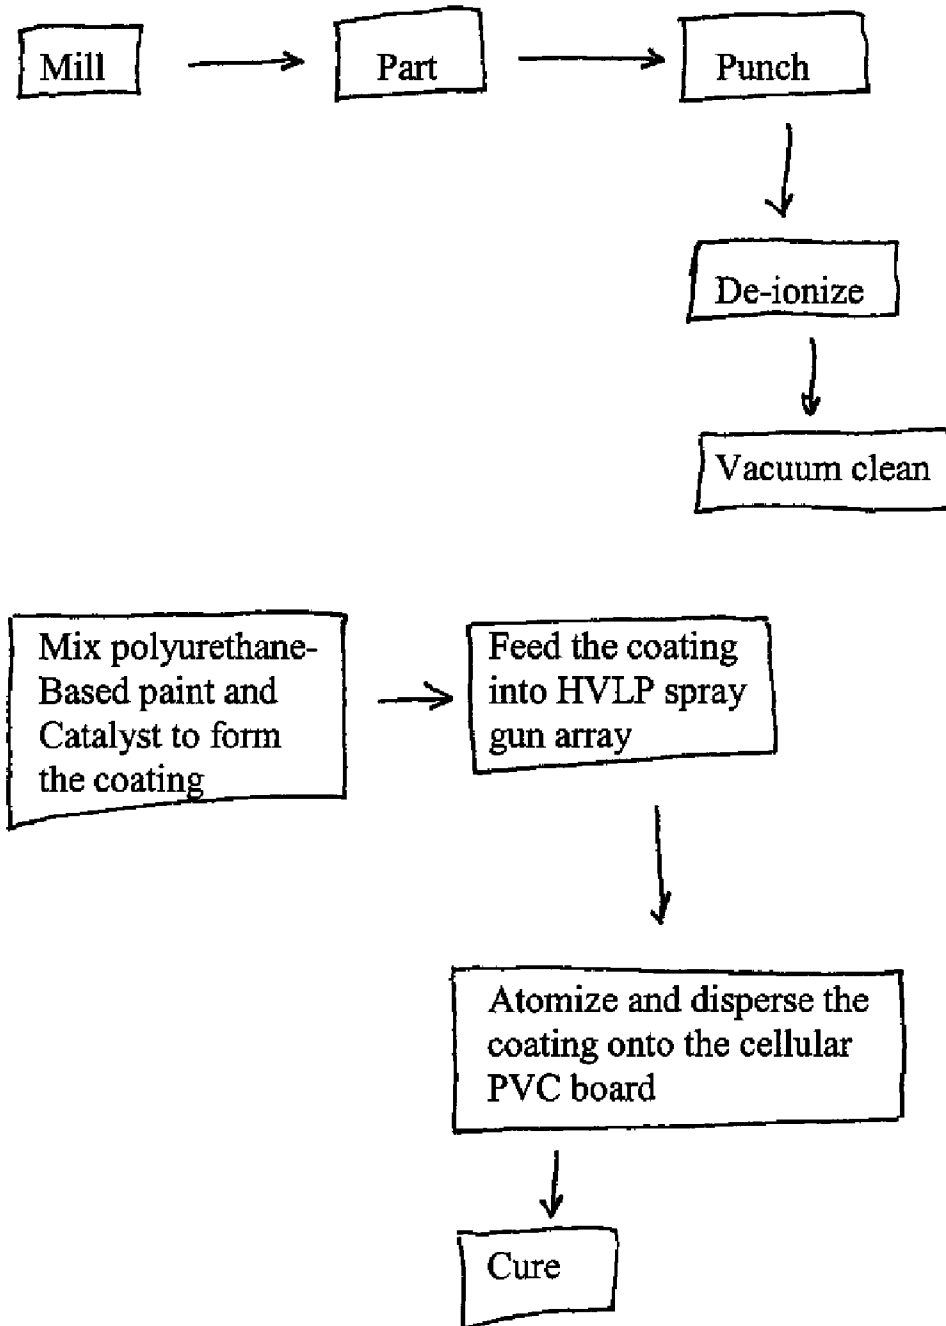 Mill
Part
Punch
De-ionize
Vacuum clean
Mix polyurethane-
Based paint and
Catalyst to form
the coating
Feed the coating
into HVLP spray
gun array
Atomize and disperse the
coating onto the cellular
PVC board
Cure